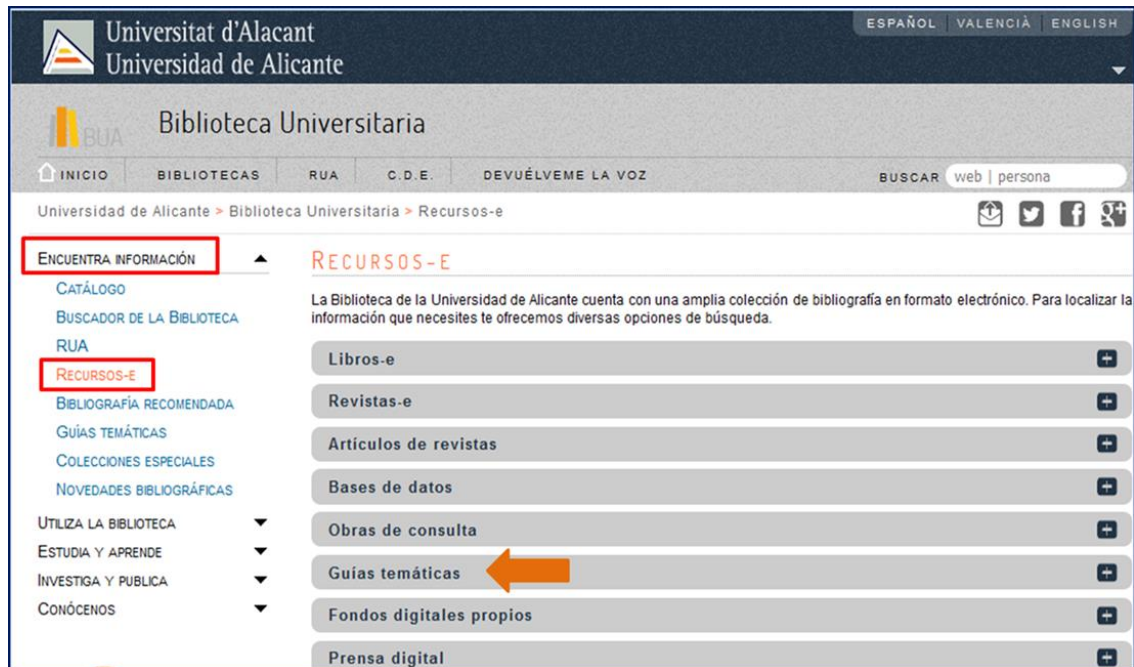 Universitat d'Alacant
Universidad de Alicante
ESPAÑOL VALENCIÀ ENGLISH
BUA
Biblioteca Universitaria
INICIO BIBLIOTECAS RUA C.D.E. DEVUÉLVEME LA VOZ
BUSCAR web | persona
Universidad de Alicante > Biblioteca Universitaria > Recursos-e
ENCUENTRA INFORMACIÓN
CATÁLOGO
BUSCADOR DE LA BIBLIOTECA
RUA
RECURSOS-E
BIBLIOGRAFÍA RECOMENDADA
GUÍAS TEMÁTICAS
COLECCIONES ESPECIALES
NOVEDADES BIBLIOGRÁFICAS
UTILIZA LA BIBLIOTECA
ESTUDIA Y APRENDE
INVESTIGA Y PUBLICA
CONÓCENOS
RECURSOS-E
La Biblioteca de la Universidad de Alicante cuenta con una amplia colección de bibliografía en formato electrónico. Para localizar la
información que necesites te ofrecemos diversas opciones de búsqueda.
Libros-e
Revistas-e
Artículos de revistas
Bases de datos
Obras de consulta
Guías temáticas
Fondos digitales propios
Prensa digital